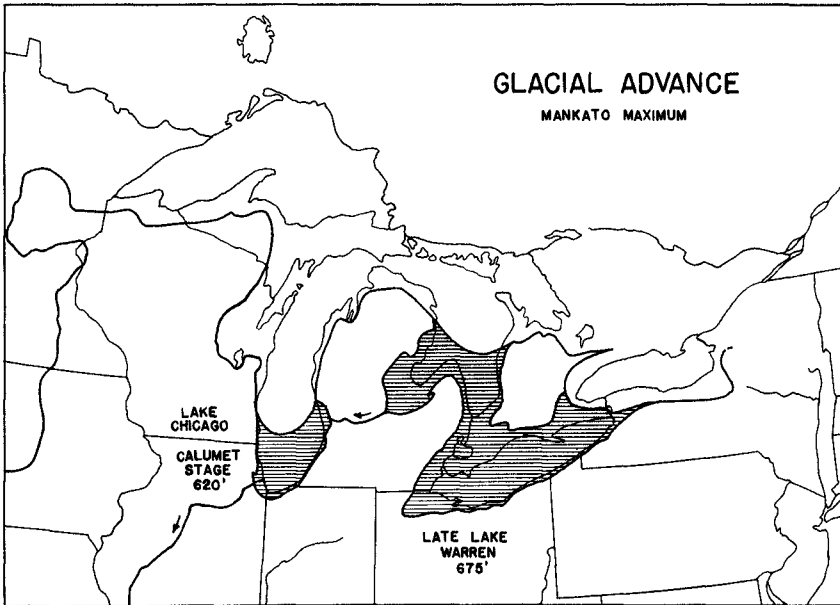 GLACIAL ADVANCE
MANKATO MAXIMUM
LAKE
CHICAGO
CALUMET
STAGE
620'
LATE LAKE
WARREN
675'